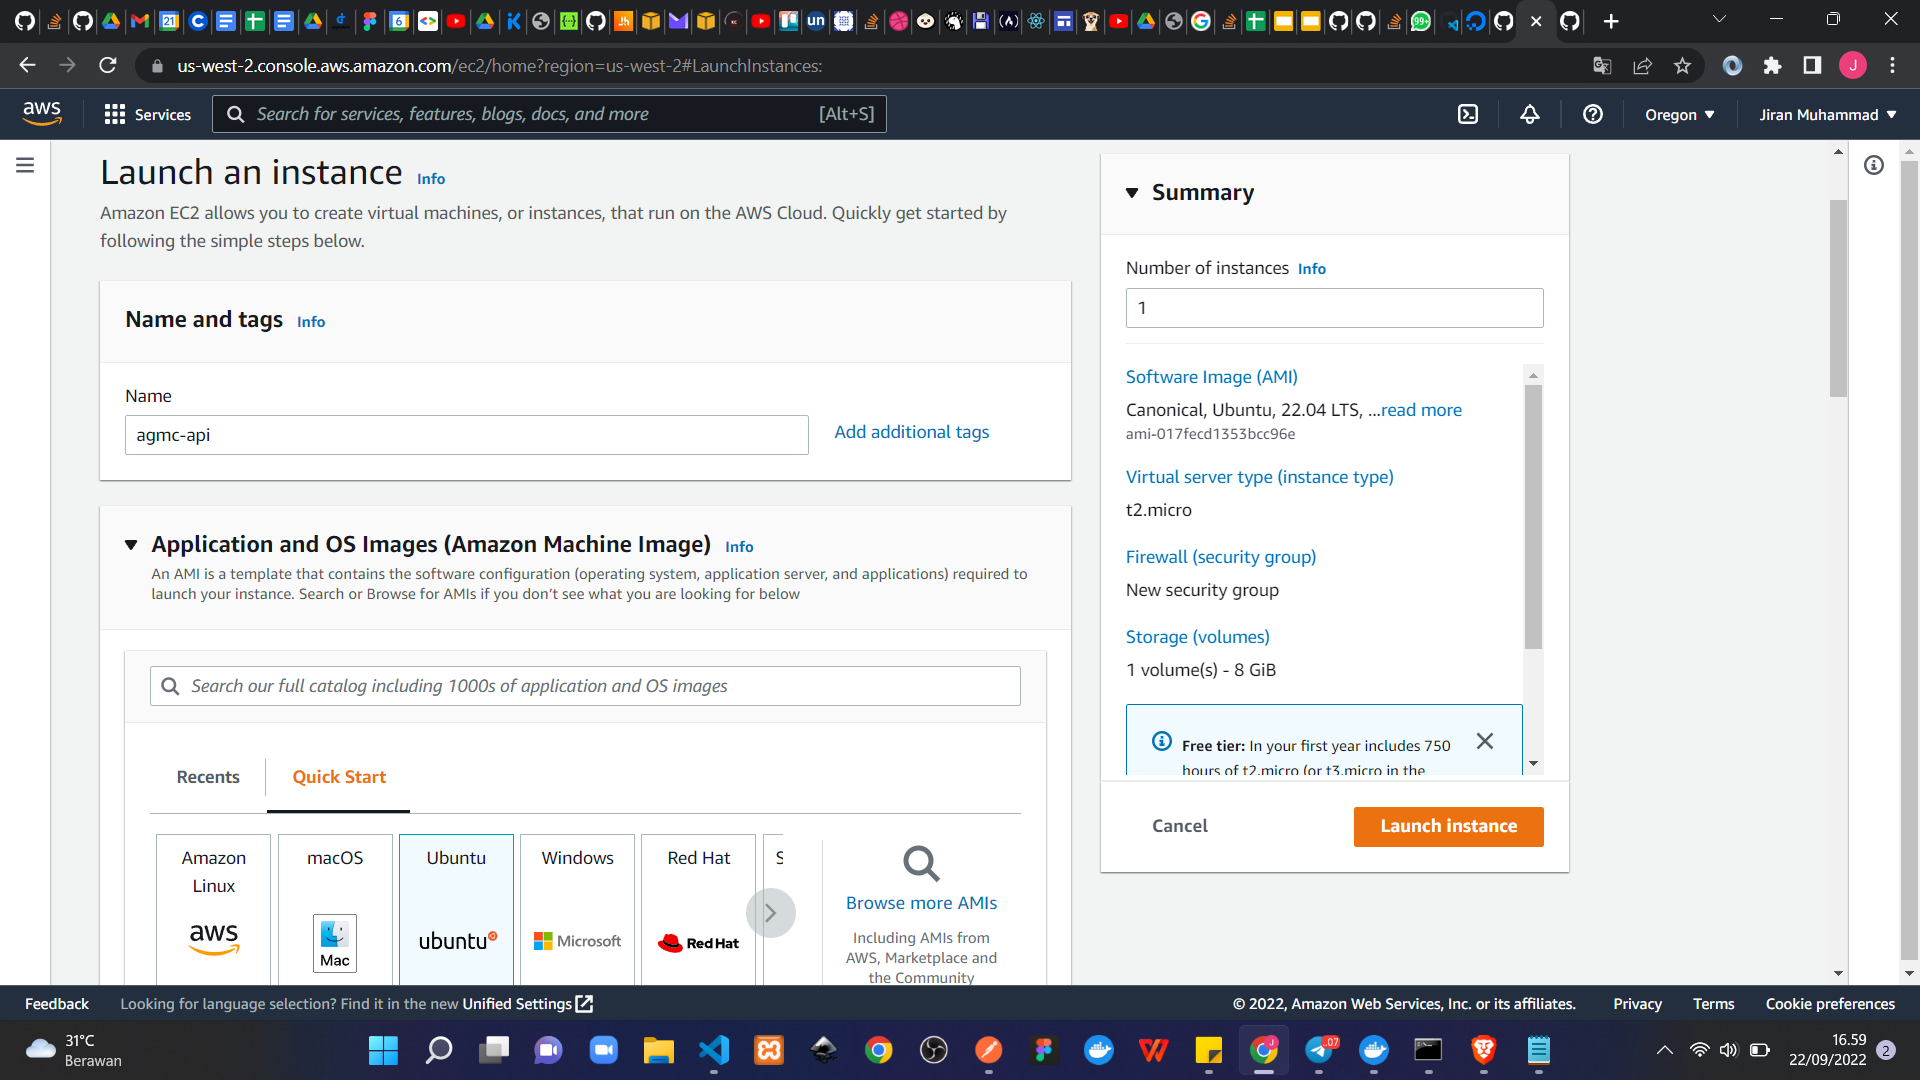 us-west-2.console.aws.amazon.com/ec2/home?region=us-west-2#LaunchInstances:
J
aws
Services
Search for services, features, blogs, docs, and more
[Alt+S]
Oregon
Jiran Muhammad
Launch an instance Info
Amazon EC2 allows you to create virtual machines, or instances, that run on the AWS Cloud. Quickly get started by
following the simple steps below.
Name and tags Info
Name
agmc-api
Add additional tags
Application and OS Images (Amazon Machine Image) Info
An AMI is a template that contains the software configuration (operating system, application server, and applications) required to
launch your instance. Search or Browse for AMIs if you don't see what you are looking for below
Search our full catalog including 1000s of application and OS images
Recents
Quick Start
Amazon
Linux
aws
macOS
Mac
Ubuntu
ubuntu
Windows
Microsoft
Red Hat
Red Hat
S
Browse more AMIs
Including AMIs from
AWS, Marketplace and
the Community
Summary
Number of instances Info
1
Software Image (AMI)
Canonical, Ubuntu, 22.04 LTS, ...read more
ami-017fecd1353bcc96e
Virtual server type (instance type)
t2.micro
Firewall (security group)
New security group
Storage (volumes)
1 volume(s) - 8 GiB
Free tier: In your first year includes 750
hours of t2.micro (or t3.micro in the
Cancel
Launch instance
Feedback
Looking for language selection? Find it in the new Unified Settings
© 2022, Amazon Web Services, Inc. or its affiliates.
Privacy
Terms
Cookie preferences
31°C
Berawan
16.59
22/09/2022
2